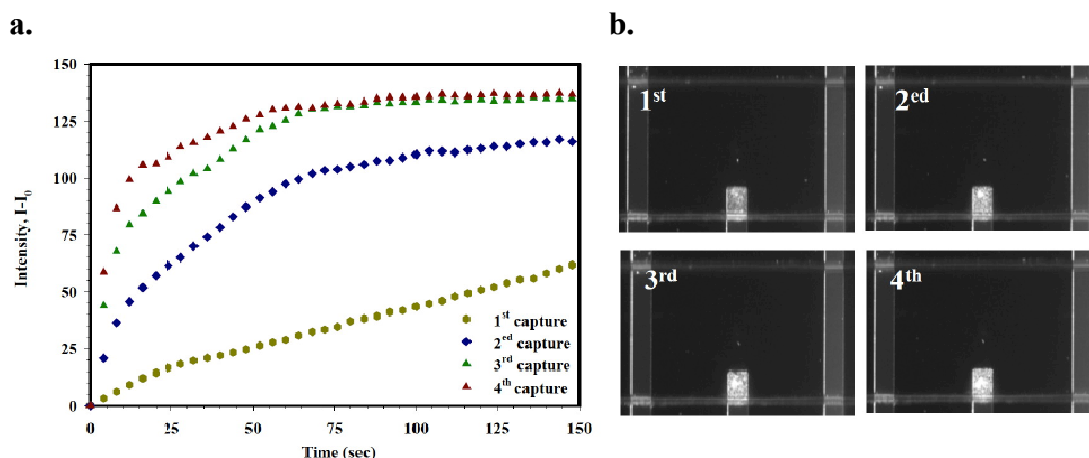 a.
150
125
100
75
50
25
0
Intensity, I-I₀
0 25 50 75 100 125 150
Time (sec)
1st capture
2ed capture
3rd capture
4th capture
b.
1st
2ed
3rd
4th